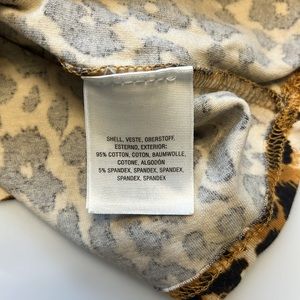 SHELL, VESTE, OBERSTOFF,
ESTERNO, EXTERIOR:
95% COTTON, COTON, BAUMWOLLE,
COTONE, ALGODÓN
5% SPANDEX, SPANDEX, SPANDEX,
SPANDEX, SPANDEX